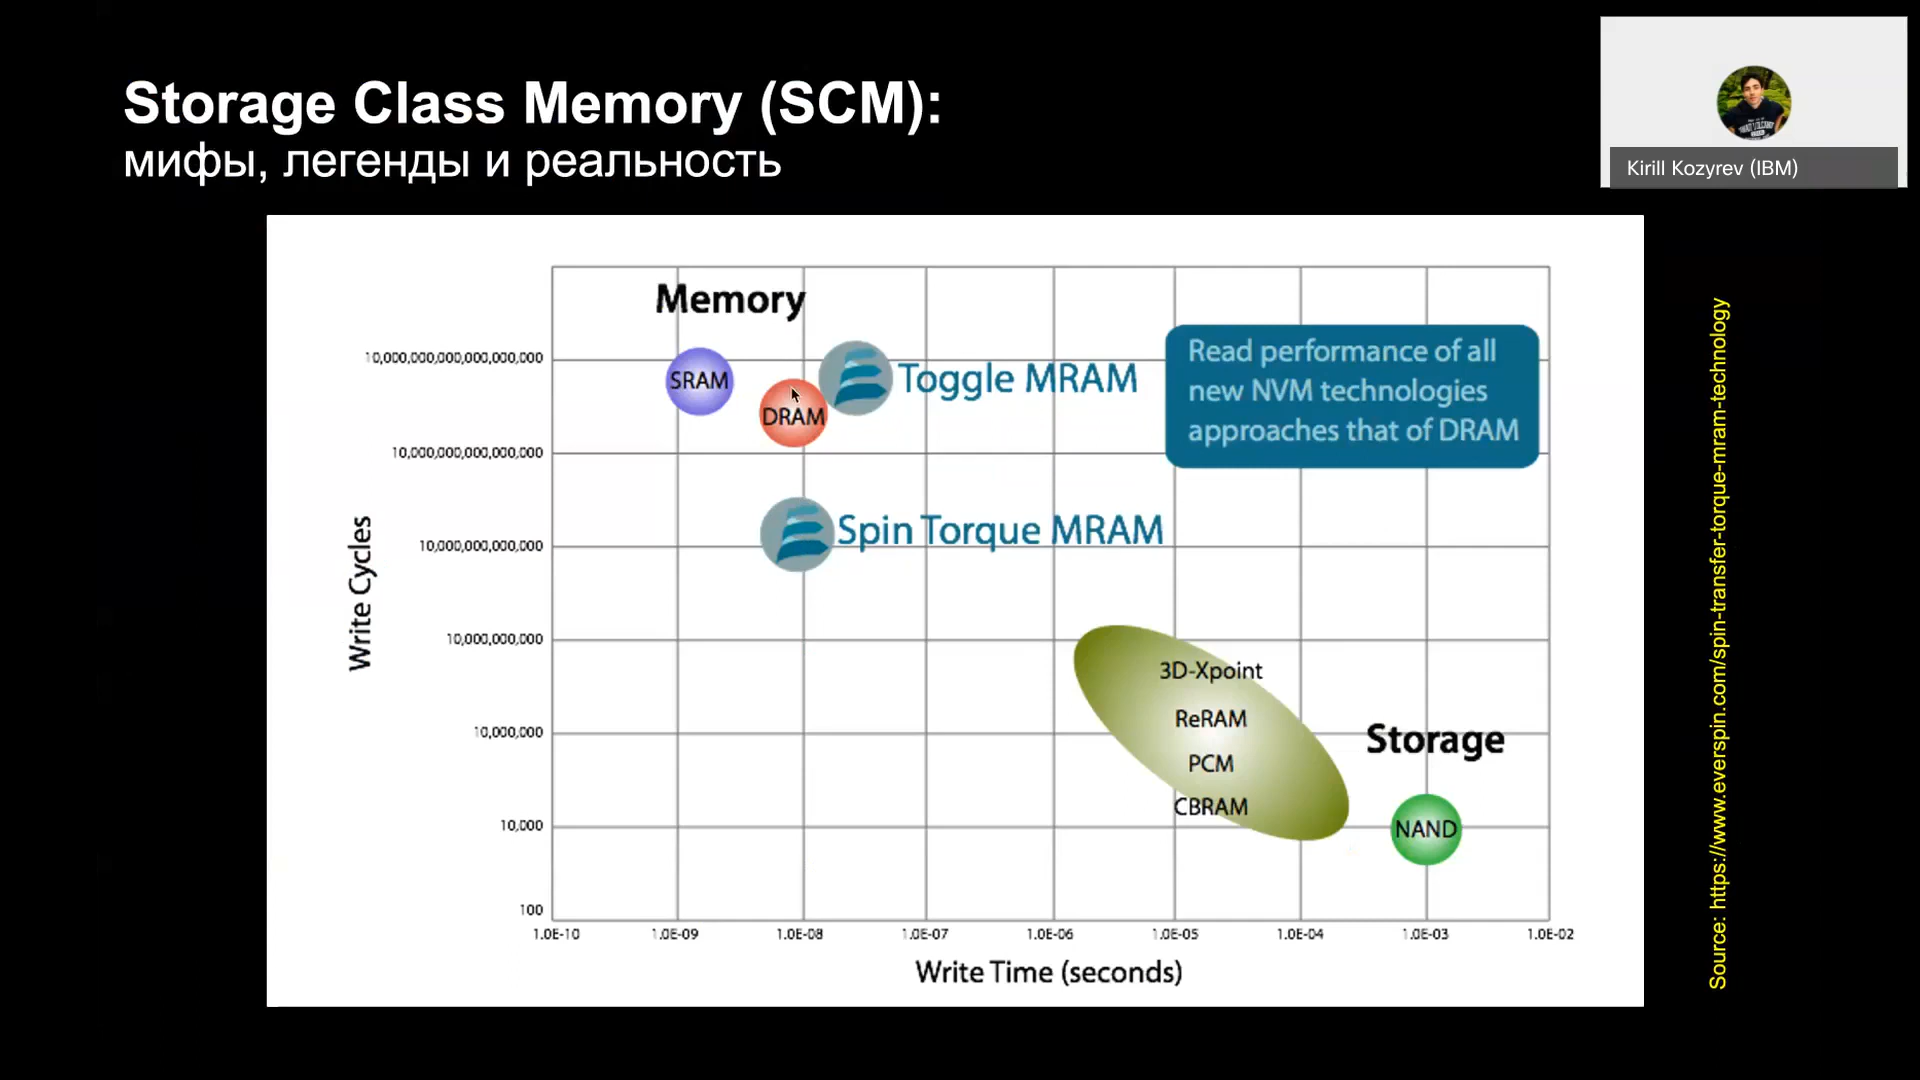 Storage Class Memory (SCM):
мифы, легенды и реальность
Kirill Kozyrev (IBM)
Memory
10,000,000,000,000,000
SRAM
Toggle MRAM
DRAM
Read performance of all
new NVM technologies
approaches that of DRAM
10,000,000,000,000,000
Spin Torque MRAM
10,000,000,000,000
Write Cycles
10,000,000,000
3D-Xpoint
ReRAM
10,000,000
PCM
Storage
CBRAM
10,000
NAND
100
1.0E-10
1.0E-09
1.0E-08
1.0E-07
1.0E-06
1.0E-05
1.0E-04
1.0E-03
1.0E-02
Write Time (seconds)
Source: https://www.everspin.com/spin-transfer-torque-mram-technology